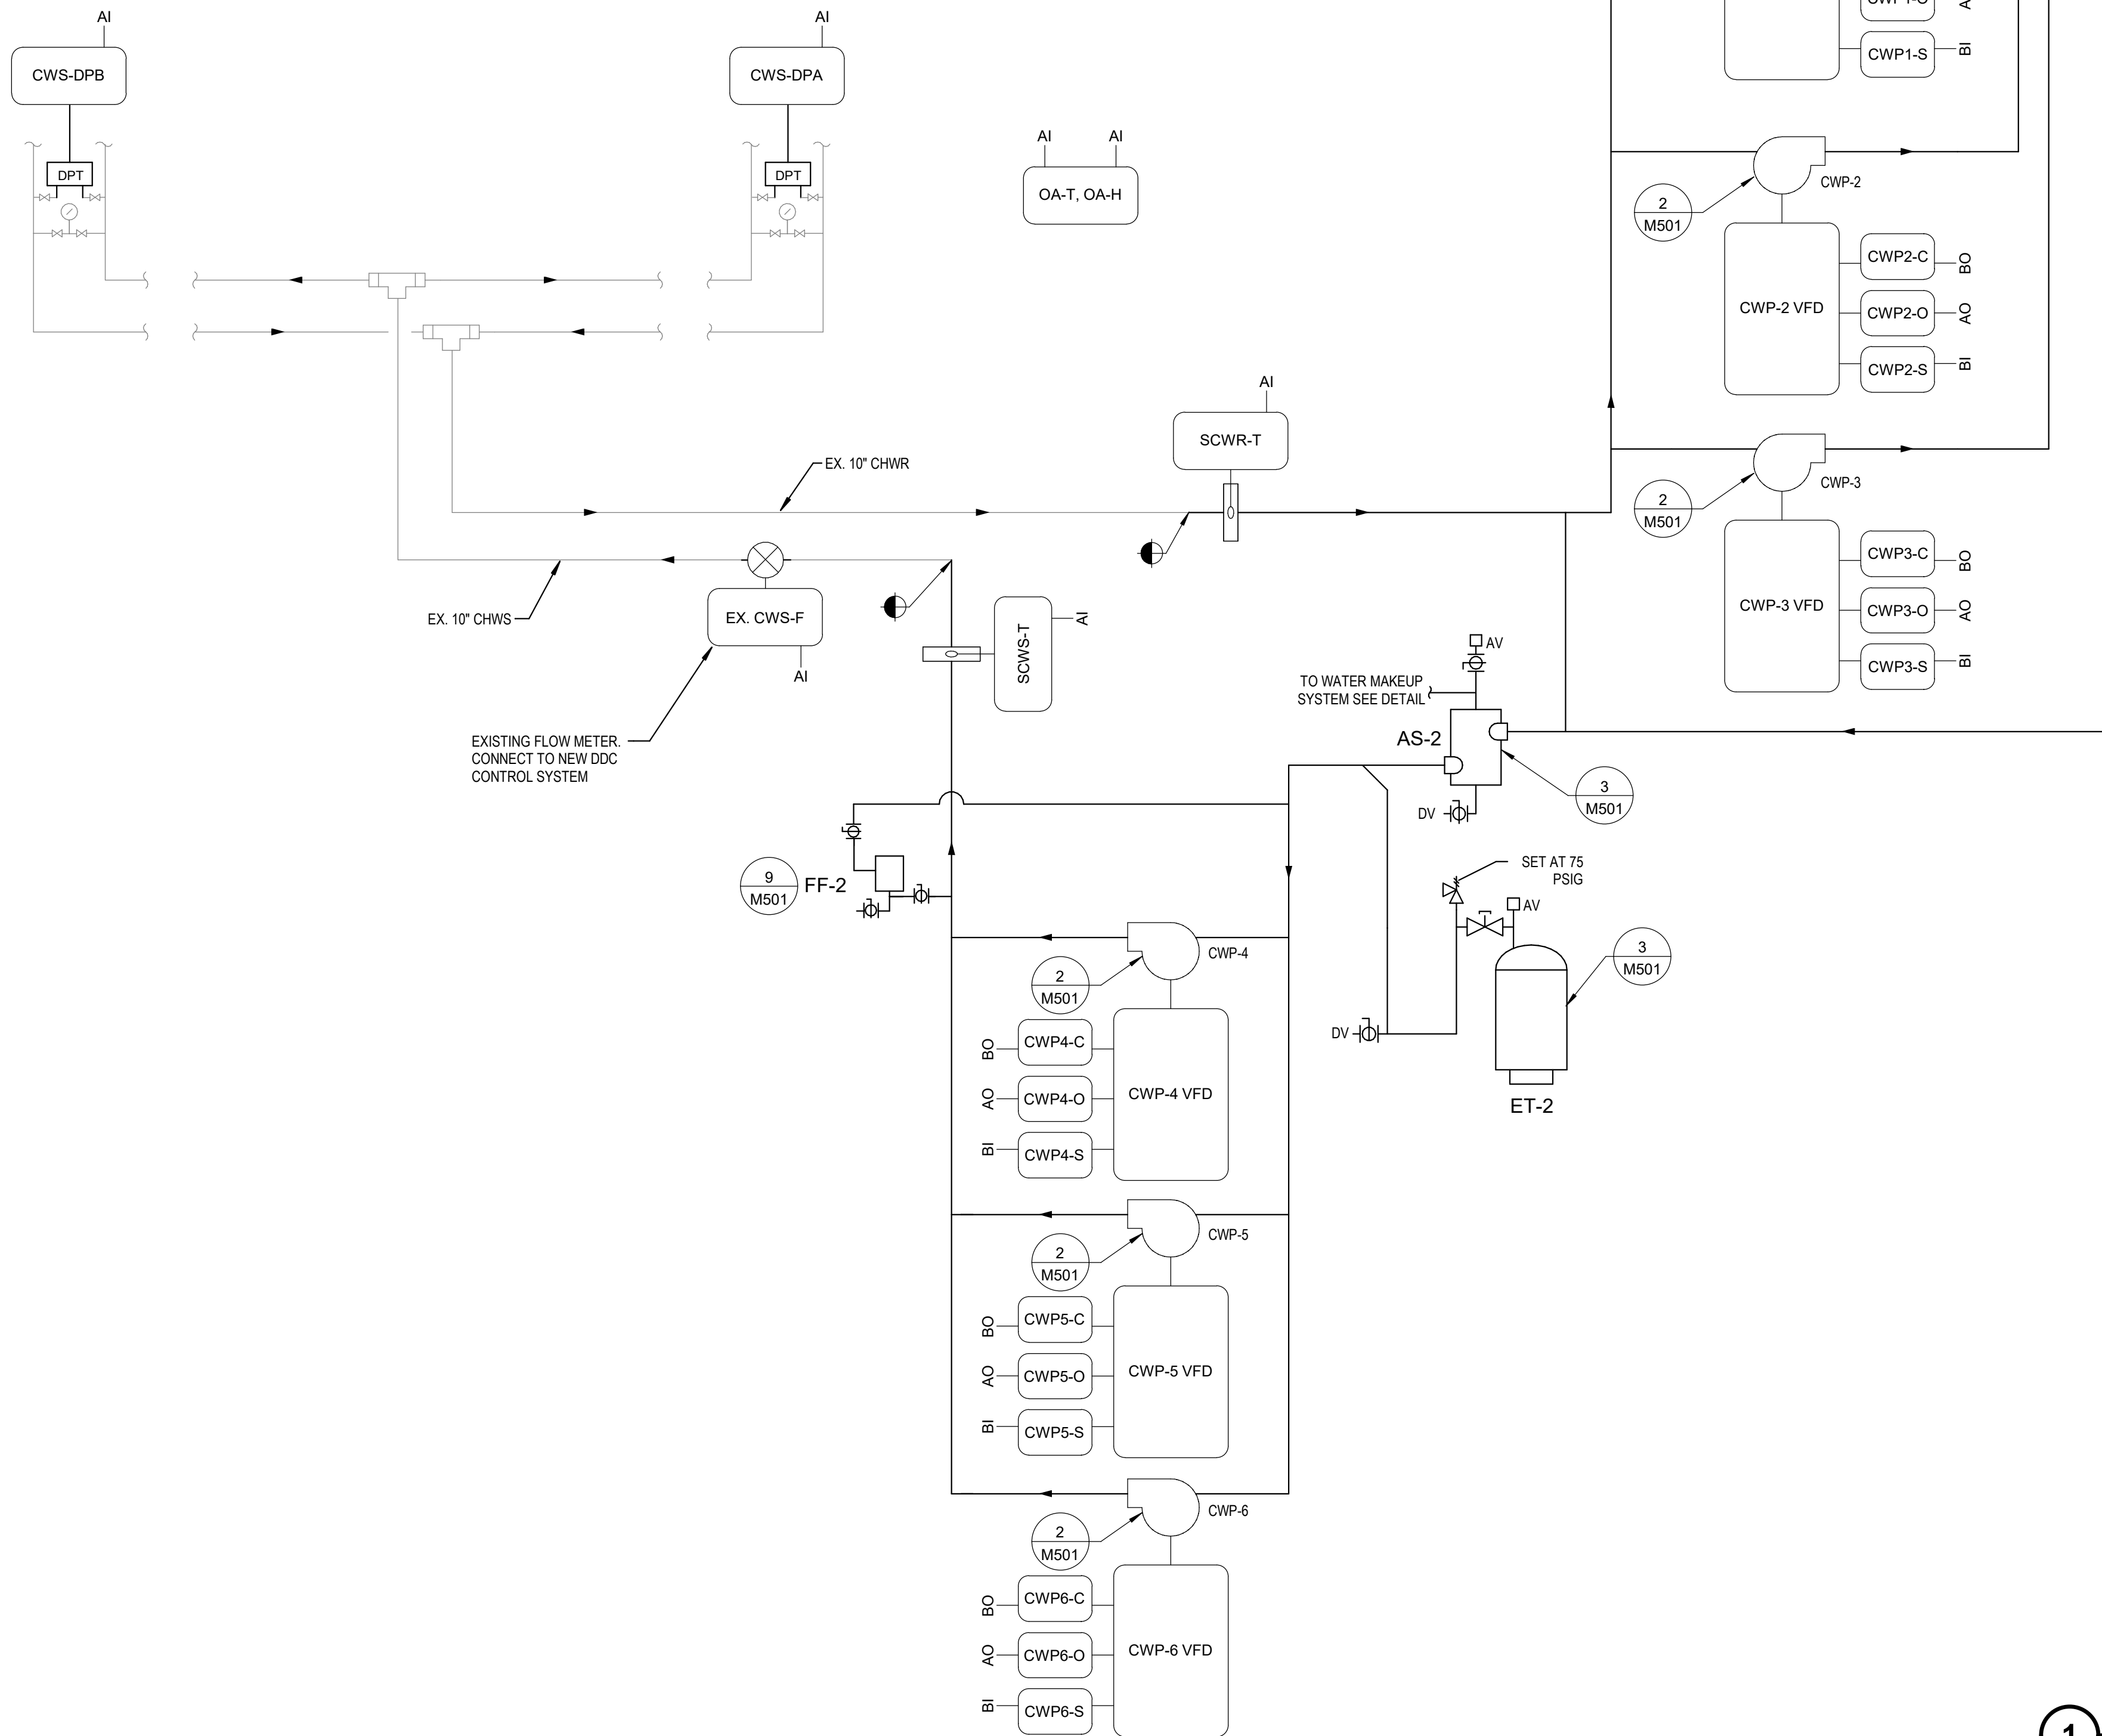 AI
CWS-DPB
DPT
AI
CWS-DPA
DPT
AI
AI
OA-T, OA-H
CWP1-S
BI
CWP-2
2
M501
CWP-2 VFD
CWP2-C
BO
CWP2-O
AO
CWP2-S
BI
AI
SCWR-T
EX. 10" CHWR
CWP-3
2
M501
CWP-3 VFD
CWP3-C
BO
CWP3-O
AO
CWP3-S
BI
EX. 10" CHWS
EX. CWS-F
AI
SCWS-T
AI
EXISTING FLOW METER.
CONNECT TO NEW DDC
CONTROL SYSTEM
AV
TO WATER MAKEUP
SYSTEM SEE DETAIL
AS-2
DV
3
M501
9
M501
FF-2
SET AT 75
PSIG
AV
3
M501
DV
ET-2
CWP-4
2
M501
BO
CWP4-C
AO
CWP4-O
BI
CWP4-S
CWP-4 VFD
CWP-5
2
M501
BO
CWP5-C
AO
CWP5-O
BI
CWP5-S
CWP-5 VFD
CWP-6
2
M501
BO
CWP6-C
AO
CWP6-O
BI
CWP6-S
CWP-6 VFD
1